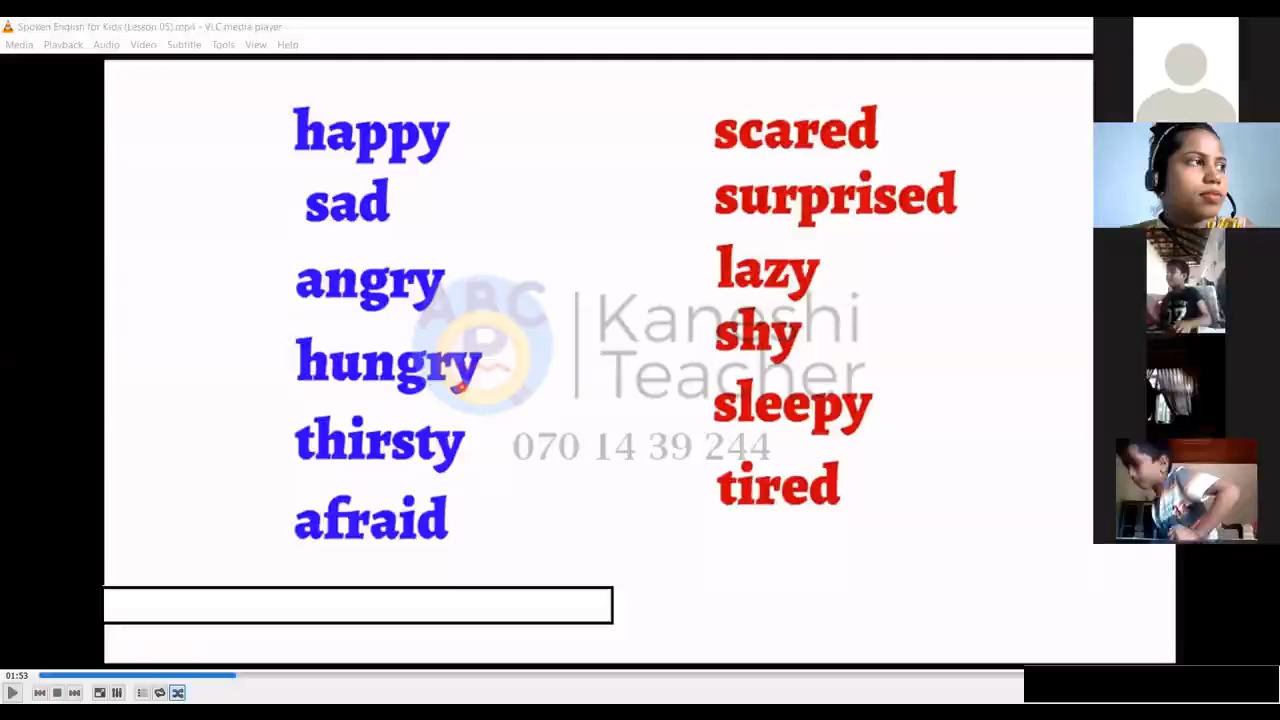 Spoken English for Kids (Lesson 05).mp4 - VLC media player
Media Playback Audio Video Subtitle Tools View Help
happy
sad
angry
hungry
thirsty
afraid
scared
surprised
lazy
shy
sleepy
tired
ABC
B
Kaneshi
Teacher
070 14 39 244
01:53